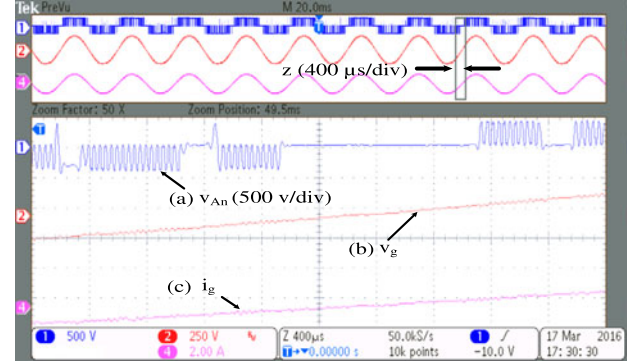 Tek PreVu M 20.0ms
1
T
2
4
z (400 µs/div)
Zoom Factor: 50 X Zoom Position: 49.5ms
T
1
(a) vAn (500 v/div)
2
(b) vg
(c) ig
4
1 500 V 2 250 V Z 400µs 50.0kS/s 1 17 Mar 2016
4 2.00 A T→▼0.00000 s 10k points −10.0 V 17:30:30